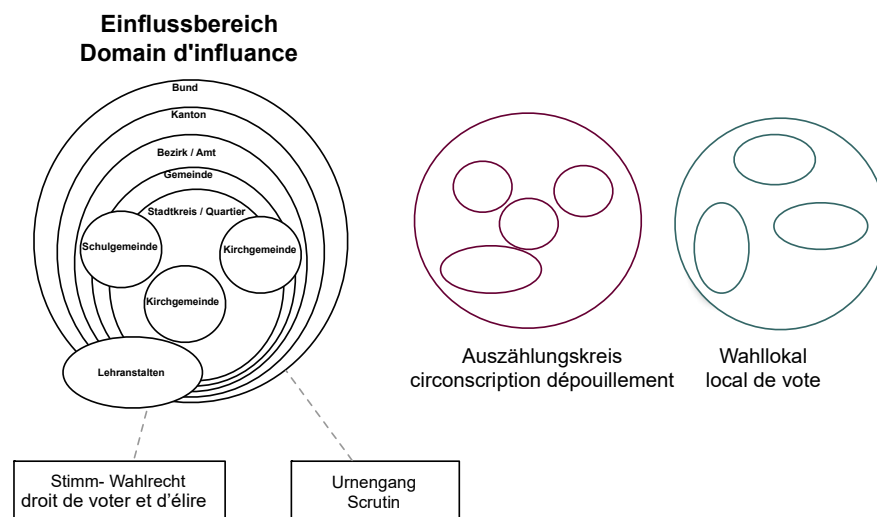 Einflussbereich
Domain d'influance
Bund
Kanton
Bezirk / Amt
Gemeinde
Stadtkreis / Quartier
Schulgemeinde
Kirchgemeinde
Kirchgemeinde
Lehranstalten
Auszählungskreis
circonscription dépouillement
Wahllokal
local de vote
Stimm- Wahlrecht
droit de voter et d’élire
Urnengang
Scrutin